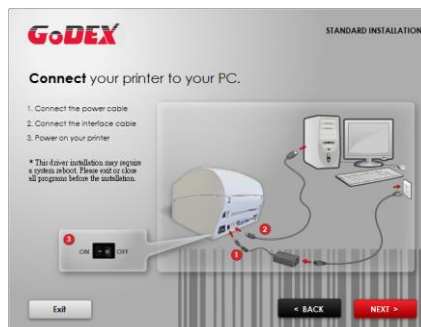 GoDEX
STANDARD INSTALLATION
Connect your printer to your PC.
1. Connect the power cable
2. Connect the interface cable
3. Power on your printer
* This driver installation may require
a system reboot. Please exit or close
all programs before the installation.
3
ON
OFF
2
1
Exit
< BACK
NEXT >